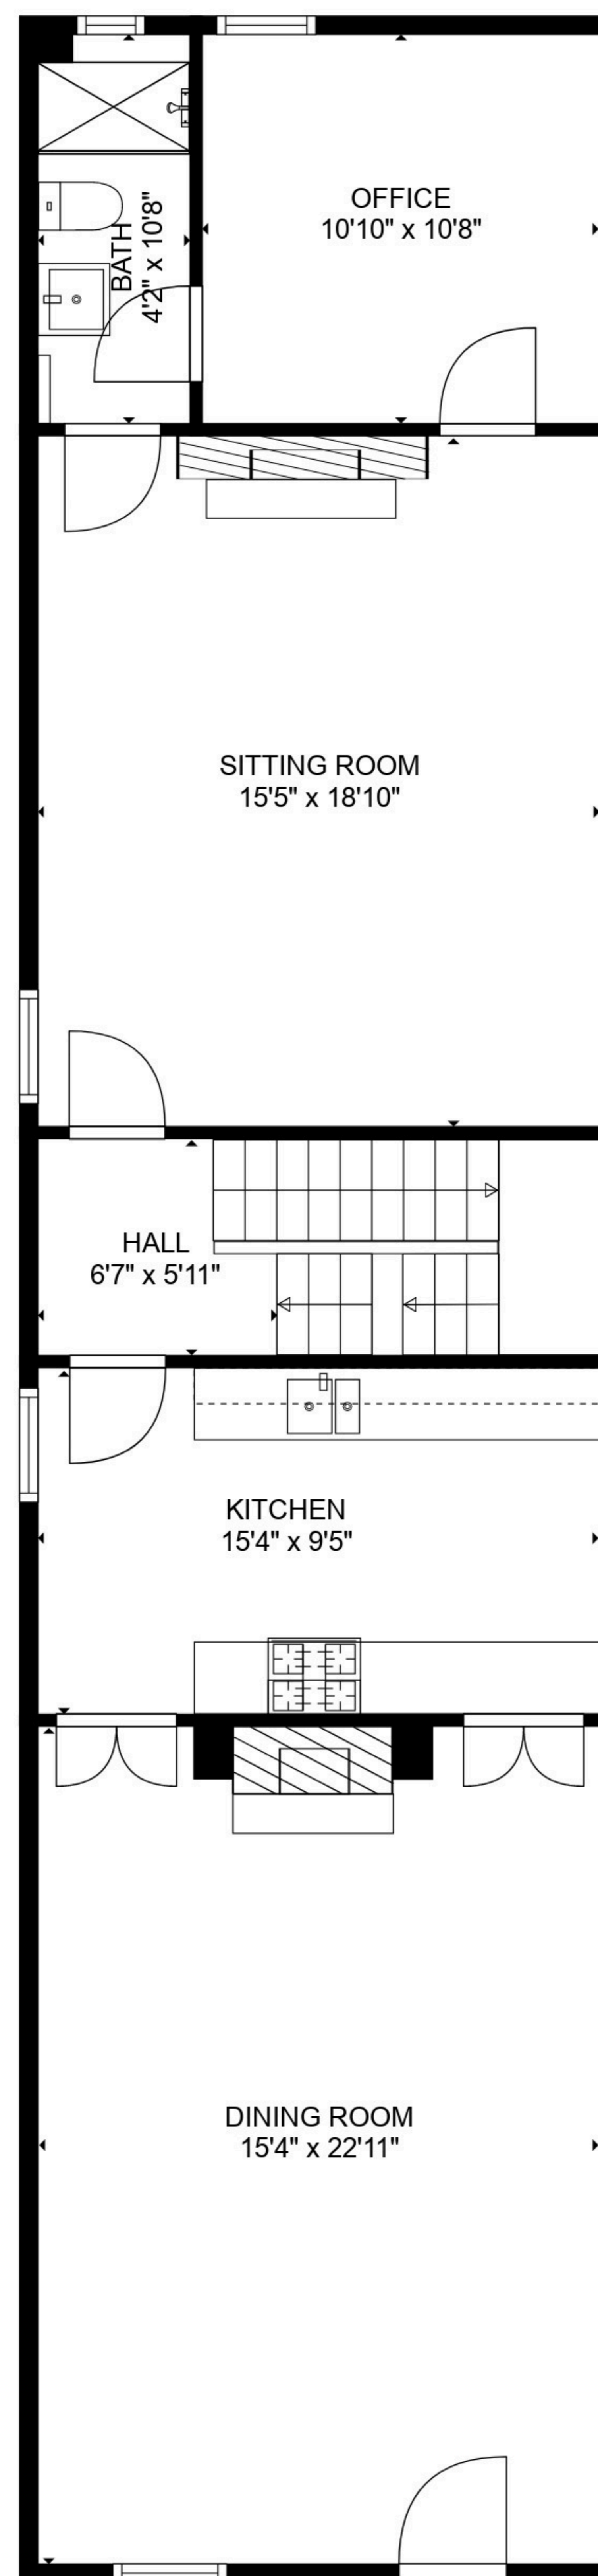 OFFICE
10'10" x 10'8"
BATH
4'2" x 10'8"
SITTING ROOM
15'5" x 18'10"
HALL
6'7" x 5'11"
KITCHEN
15'4" x 9'5"
DINING ROOM
15'4" x 22'11"